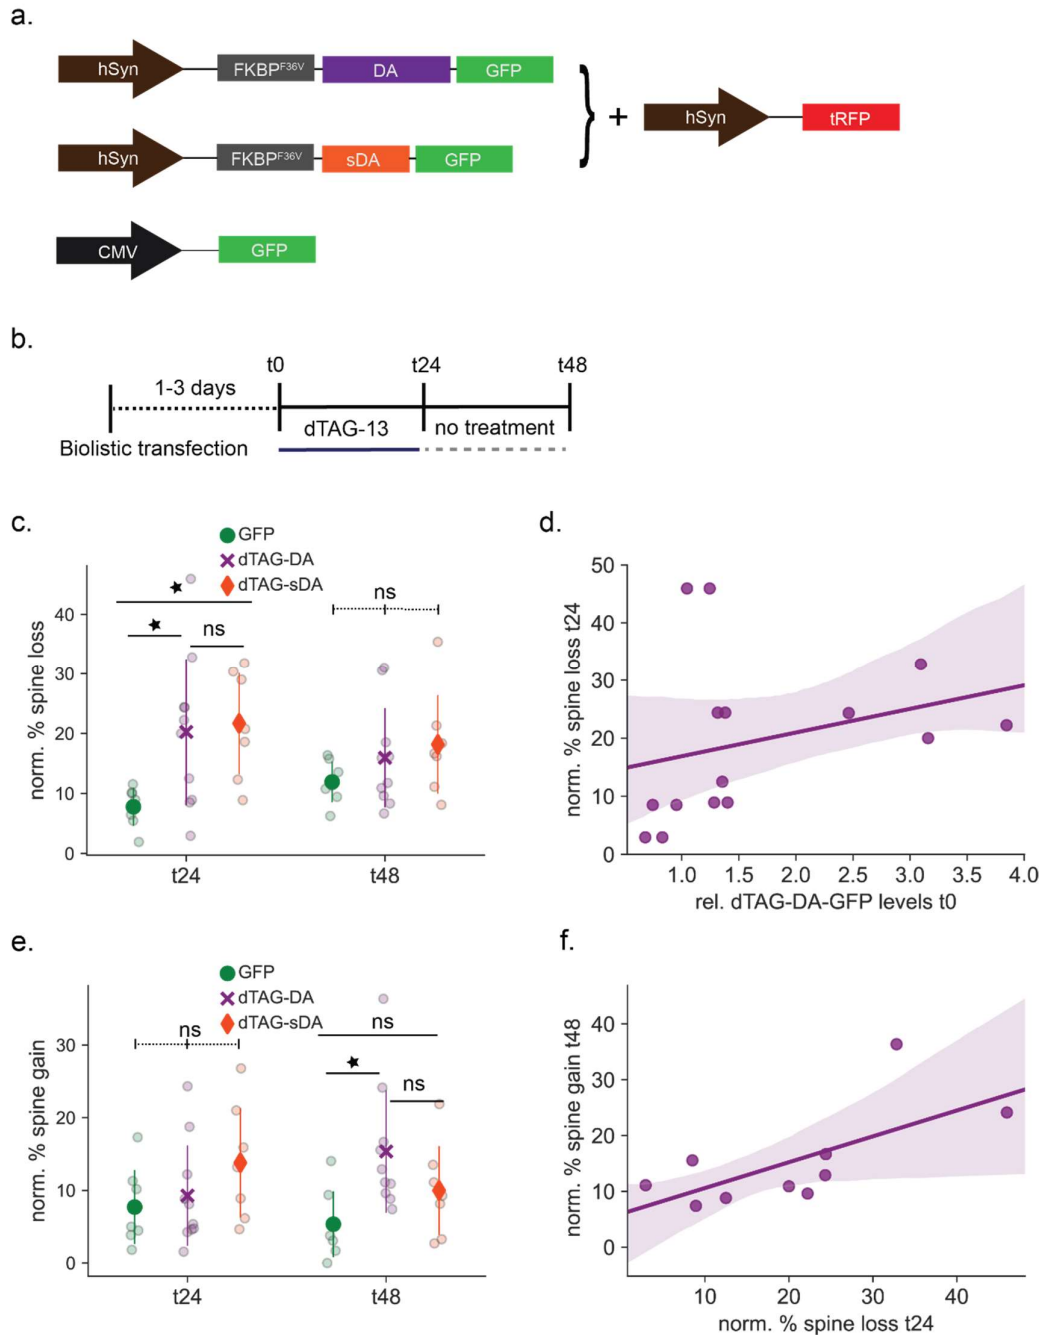 a.
hSyn FKBPF36V DA GFP
} + hSyn tRFP
hSyn FKBPF36V sDA GFP
CMV GFP
b.
t0 t24 t48
1-3 days
dTAG-13 no treatment
Biolistic transfection
c.
GFP
dTAG-DA
dTAG-sDA
ns
ns
norm. % spine loss
40
30
20
10
0
t24 t48
d.
norm. % spine loss t24
50
40
30
20
10
0
1.0 1.5 2.0 2.5 3.0 3.5 4.0
rel. dTAG-DA-GFP levels t0
e.
GFP
dTAG-DA
dTAG-sDA
ns
ns
ns
norm. % spine gain
30
20
10
0
t24 t48
f.
norm. % spine gain t48
40
30
20
10
0
10 20 30 40
norm. % spine loss t24